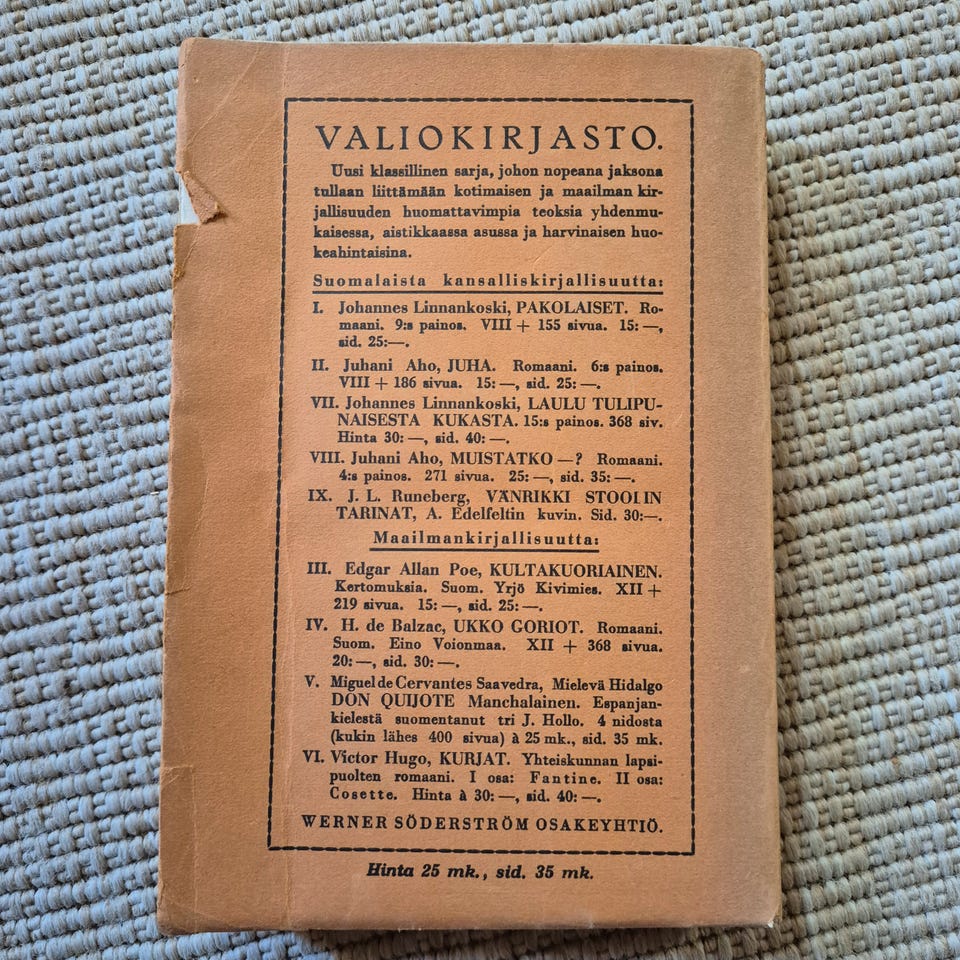 VALIOKIRJASTO.
Uusi klassillinen sarja, johon nopeana jaksona
tullaan liittämään kotimaisen ja maailman kir-
jallisuuden huomattavimpia teoksia yhdenmu-
kaisessa, aistikkaassa asussa ja harvinaisen huo-
keahintaisina.
Suomalaista kansalliskirjallisuutta:
I. Johannes Linnankoski, PAKOLAISET. Ro-
maani. 9:s painos. VIII + 155 sivua. 15: —,
sid. 25:—.
II. Juhani Aho, JUHA. Romaani. 6:s painos.
VIII + 186 sivua. 15: —, sid. 25: —.
VII. Johannes Linnankoski, LAULU TULIPU-
NAISESTA KUKASTA. 15:s painos. 368 siv.
Hinta 30: —, sid. 40: —.
VIII. Juhani Aho, MUISTATKO —? Romaani.
4:s painos. 271 sivua. 25: —, sid. 35: —.
IX. J. L. Runeberg, VÄNRIKKI STOOLIN
TARINAT, A. Edelfeltin kuvin. Sid. 30:—.
Maailmankirjallisuutta:
III. Edgar Allan Poe, KULTAKUORIAINEN.
Kertomuksia. Suom. Yrjö Kivimies. XII +
219 sivua. 15: —, sid. 25: —.
IV. H. de Balzac, UKKO GORIOT. Romaani.
Suom. Eino Voionmaa. XII + 368 sivua.
20: —, sid. 30: —.
V. Miguel de Cervantes Saavedra, Mielevä Hidalgo
DON QUIJOTE Manchalainen. Espanjan-
kielestä suomentanut tri J. Hollo. 4 nidosta
(kukin lähes 400 sivua) à 25 mk., sid. 35 mk.
VI. Victor Hugo, KURJAT. Yhteiskunnan lapsi-
puolten romaani. I osa: Fantine. II osa:
Cosette. Hinta à 30: —, sid. 40: —.
WERNER SÖDERSTRÖM OSAKEYHTIÖ.
Hinta 25 mk., sid. 35 mk.